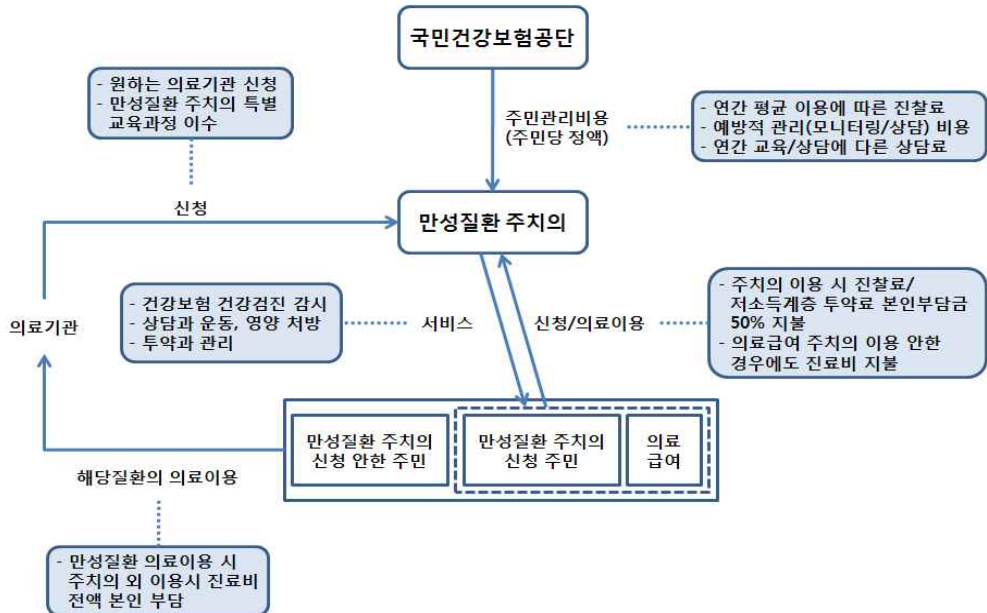 국민건강보험공단
- 원하는 의료기관 신청
- 만성질환 주치의 특별
교육과정 이수
주민관리비용
(주민당 정액)
- 연간 평균 이용에 따른 진찰료
- 예방적 관리(모니터링/상담) 비용
- 연간 교육/상담에 다른 상담료
신청
만성질환 주치의
의료기관
- 건강보험 건강검진 감시
- 상담과 운동, 영양 처방
- 투약과 관리
서비스
신청/의료이용
- 주치의 이용 시 진찰료/
저소득계층 투약료 본인부담금
50% 지불
- 의료급여 주치의 이용 안한
경우에도 진료비 지불
만성질환 주치의
신청 안한 주민
만성질환 주치의
신청 주민
의료
급여
해당질환의 의료이용
- 만성질환 의료이용 시
주치의 외 이용시 진료비
전액 본인 부담